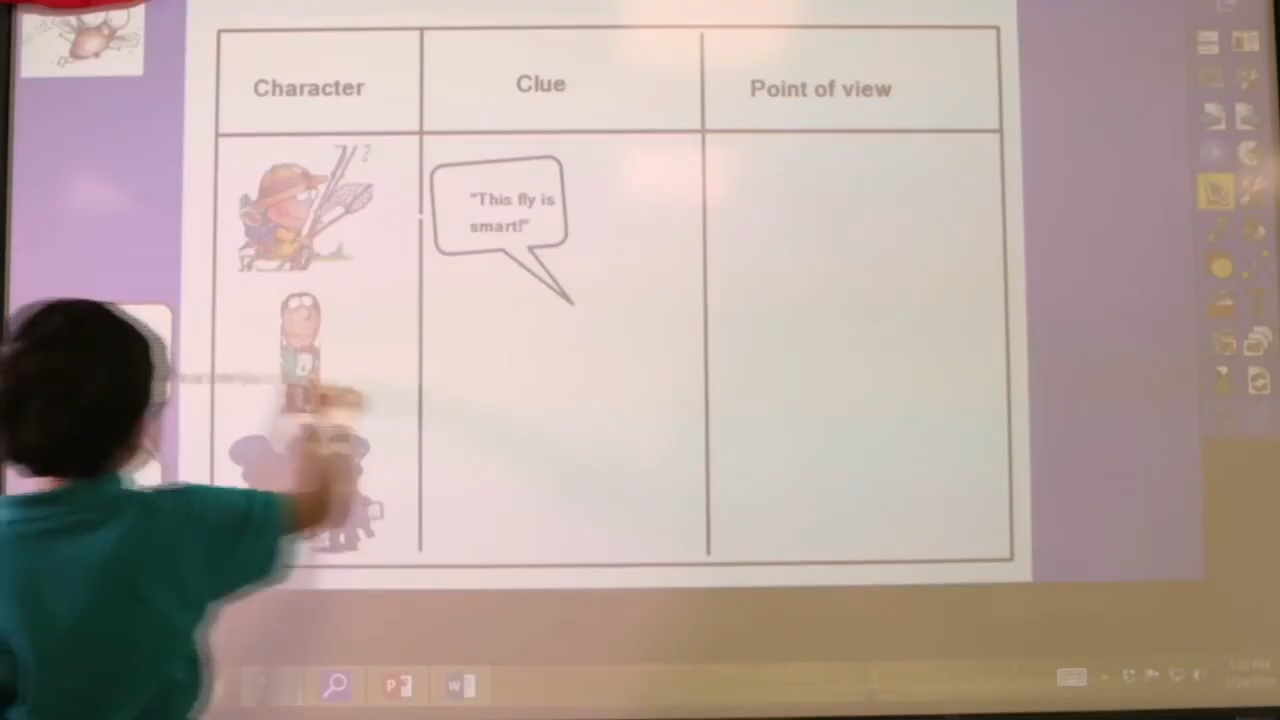 Character
Clue
Point of view
"This fly is
smart!"